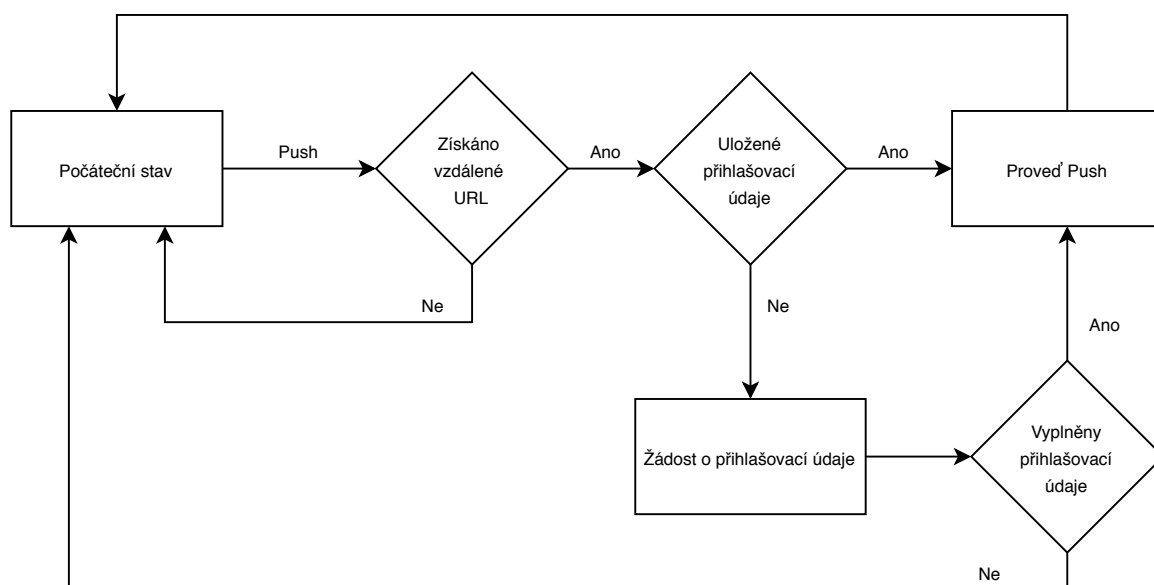 Počáteční stav
Push
Získáno
vzdálené
URL
Ano
Uložené
přihlašovací
údaje
Ano
Proveď Push
Ne
Ne
Ano
Žádost o přihlašovací údaje
Vyplněny
přihlašovací
údaje
Ne